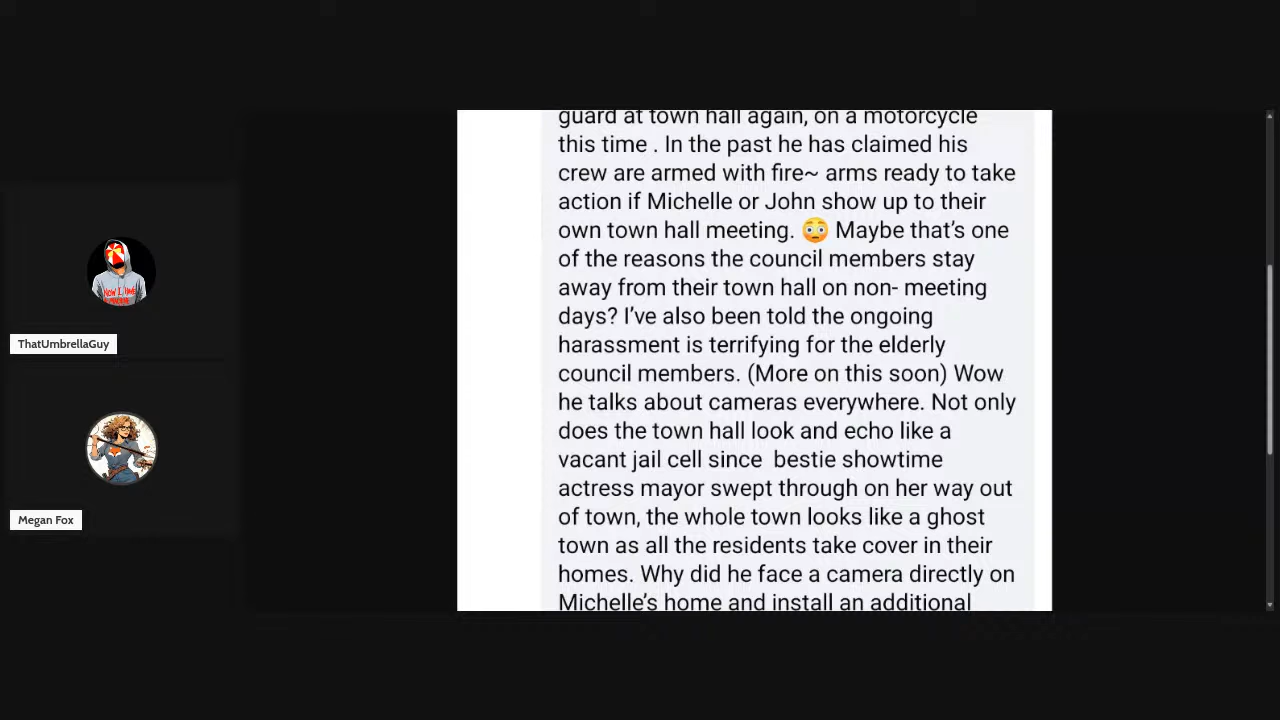 guard at town hall again, on a motorcycle
this time . In the past he has claimed his
crew are armed with fire~ arms ready to take
action if Michelle or John show up to their
own town hall meeting. 😳 Maybe that's one
of the reasons the council members stay
away from their town hall on non- meeting
days? I've also been told the ongoing
harassment is terrifying for the elderly
council members. (More on this soon) Wow
he talks about cameras everywhere. Not only
does the town hall look and echo like a
vacant jail cell since  bestie showtime
actress mayor swept through on her way out
of town, the whole town looks like a ghost
town as all the residents take cover in their
homes. Why did he face a camera directly on
Michelle's home and install an additional
ThatUmbrellaGuy
Megan Fox